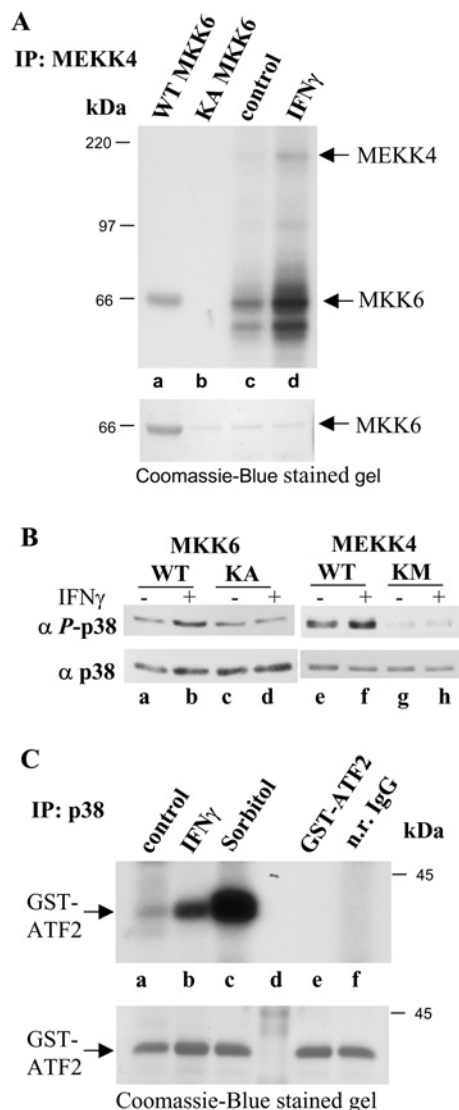 A
IP: MEKK4
WT MKK6
KA MKK6
control
IFNγ
kDa
220
MEKK4
97
66
MKK6
a b c d
66
MKK6
Coomassie-Blue stained gel
B
MKK6 MEKK4
WT KA WT KM
IFNγ - + - + - + - +
α P-p38
α p38
a b c d e f g h
C
IP: p38
control
IFNγ
Sorbitol
GST-ATF2
n.r. IgG
kDa
45
GST-
ATF2
a b c d e f
45
GST-
ATF2
Coomassie-Blue stained gel